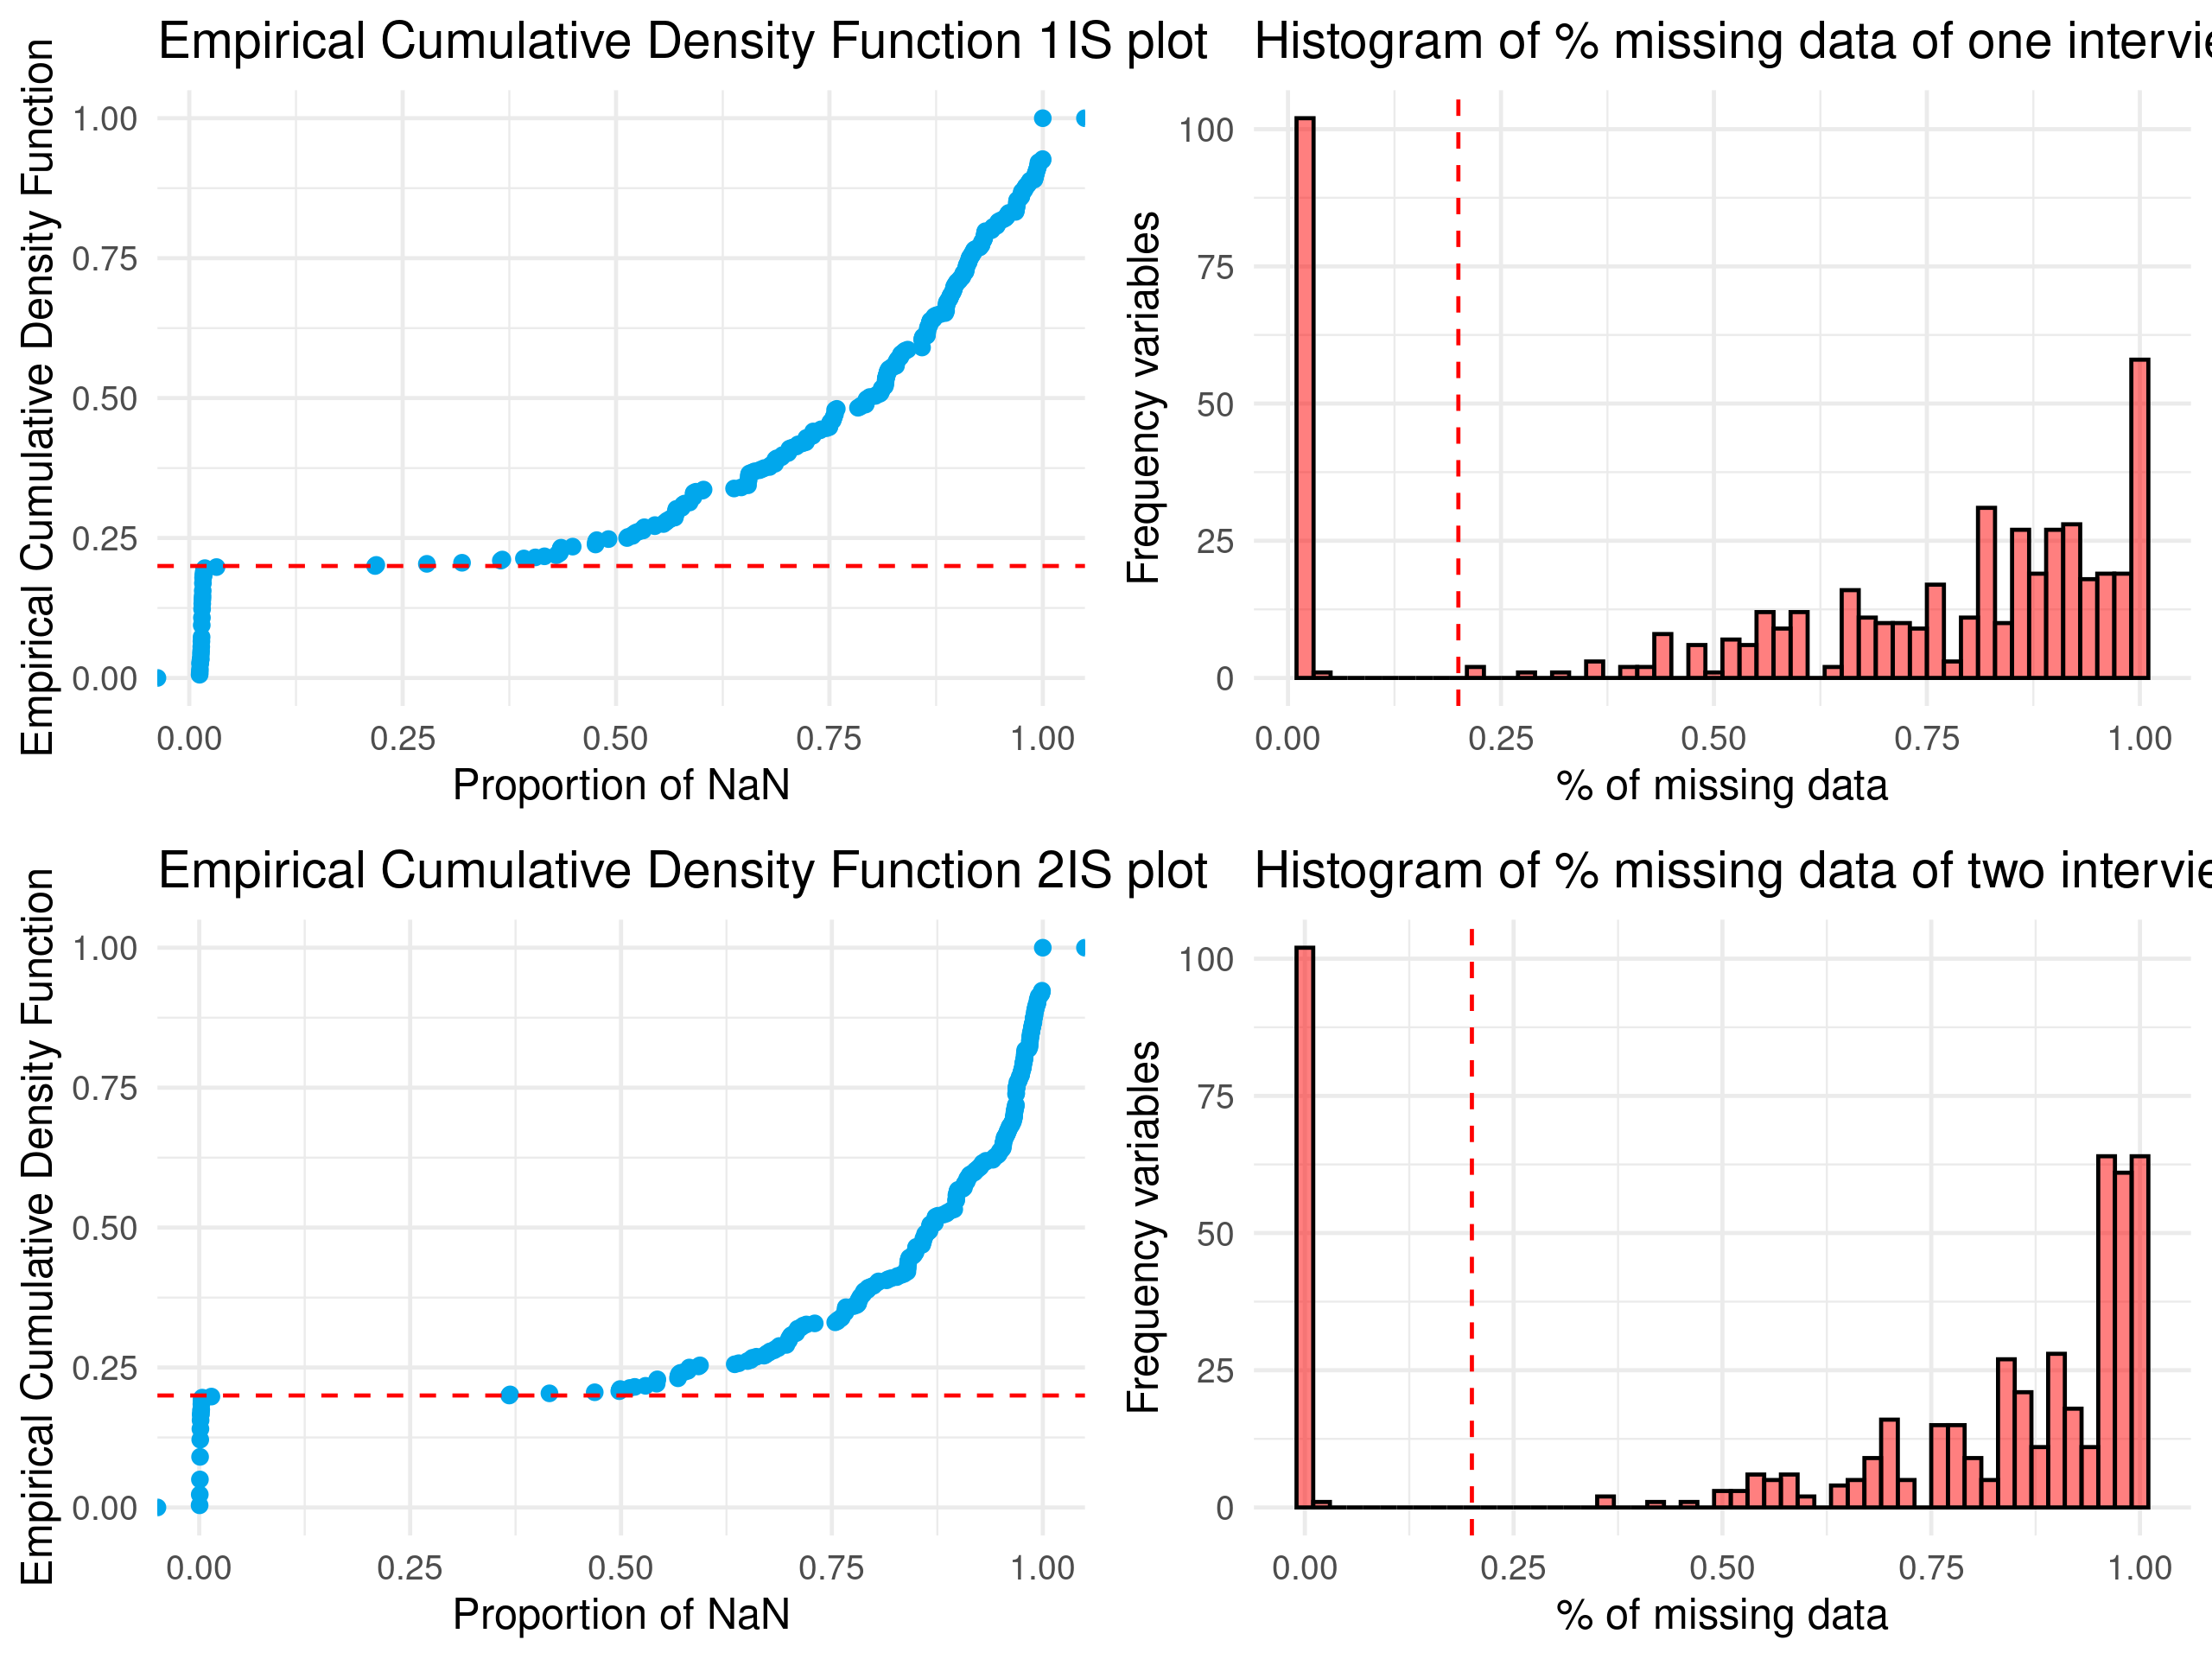 Empirical Cumulative Density Function 1IS plot
Empirical Cumulative Density Function
1.00
0.75
0.50
0.25
0.00
0.00 0.25 0.50 0.75 1.00
Proportion of NaN
Histogram of % missing data of one intervie
Frequency variables
100
75
50
25
0
0.00 0.25 0.50 0.75 1.00
% of missing data
Empirical Cumulative Density Function 2IS plot
Empirical Cumulative Density Function
1.00
0.75
0.50
0.25
0.00
0.00 0.25 0.50 0.75 1.00
Proportion of NaN
Histogram of % missing data of two intervie
Frequency variables
100
75
50
25
0
0.00 0.25 0.50 0.75 1.00
% of missing data